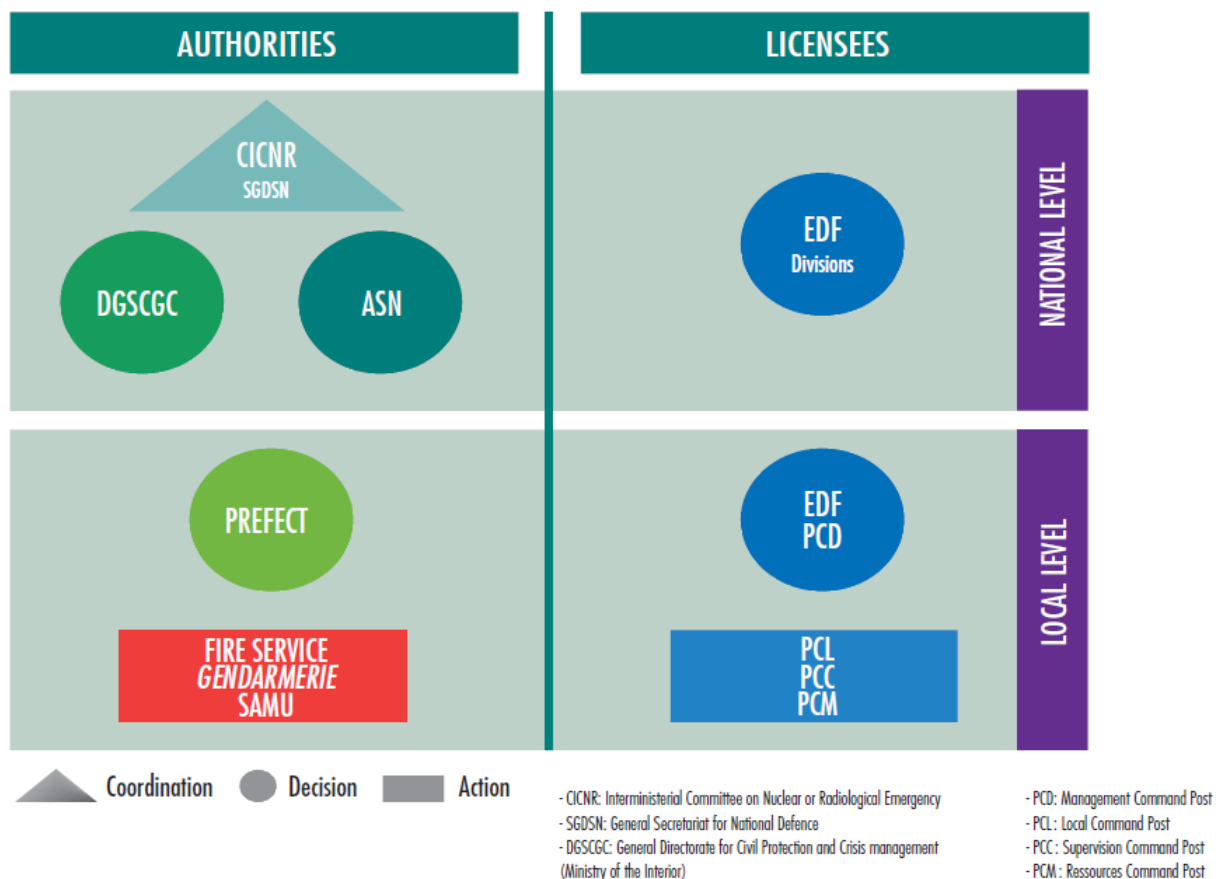 AUTHORITIES
LICENSEES
CICNR
SGDSN
DGSCGC
ASN
EDF
Divisions
NATIONAL LEVEL
PREFECT
FIRE SERVICE
GENDARMERIE
SAMU
EDF
PCD
PCL
PCC
PCM
LOCAL LEVEL
Coordination
Decision
Action
- CICNR: Interministerial Committee on Nuclear or Radiological Emergency
- SGDSN: General Secretariat for National Defence
- DGSCGC: General Directorate for Civil Protection and Crisis management
(Ministry of the Interior)
- PCD: Management Command Post
- PCL: Local Command Post
- PCC : Supervision Command Post
- PCM : Ressources Command Post